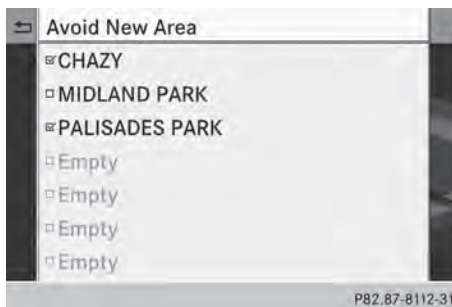 Avoid New Area
CHAZY
MIDLAND PARK
PALISADES PARK
Empty
Empty
Empty
Empty
P82.87-8112-31